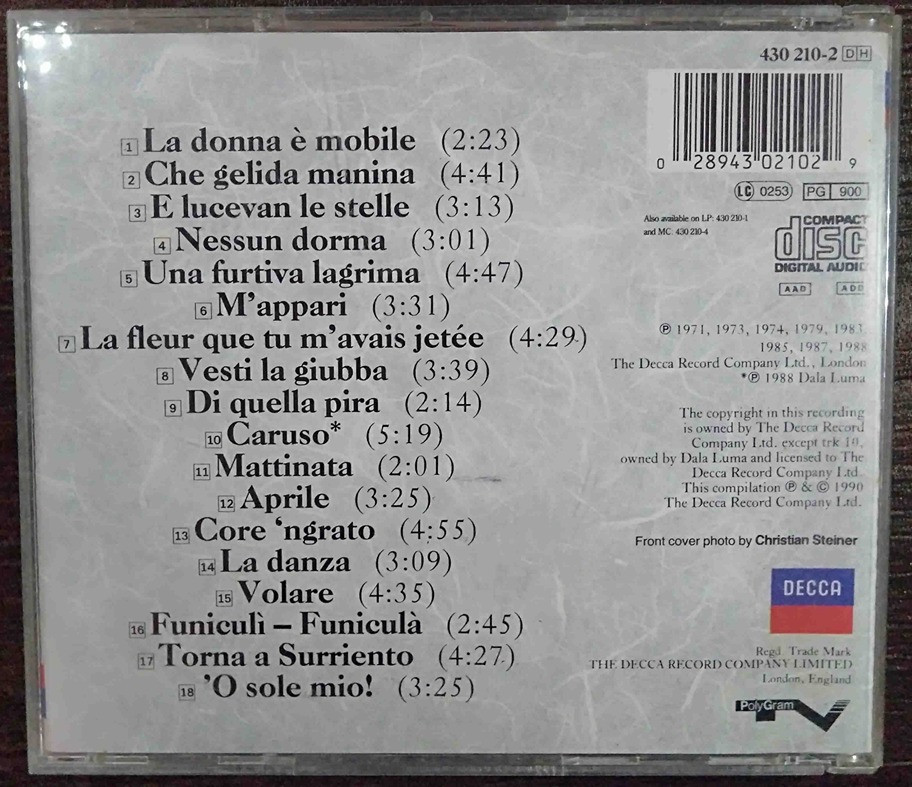 430 210-2 DH
0 28943 02102 9
LC 0253 PG 900
Also available on LP: 430 210-1
and MC: 430 210-4
COMPACT
disc
DIGITAL AUDIO
AAD ADD
1 La donna è mobile (2:23)
2 Che gelida manina (4:41)
3 E lucevan le stelle (3:13)
4 Nessun dorma (3:01)
5 Una furtiva lagrima (4:47)
6 M'appari (3:31)
7 La fleur que tu m'avais jetée (4:29)
8 Vesti la giubba (3:39)
9 Di quella pira (2:14)
10 Caruso* (5:19)
11 Mattinata (2:01)
12 Aprile (3:25)
13 Core 'ngrato (4:55)
14 La danza (3:09)
15 Volare (4:35)
16 Funiculì – Funiculà (2:45)
17 Torna a Surriento (4:27)
18 'O sole mio! (3:25)
℗ 1971, 1973, 1974, 1979, 1983
1985, 1987, 1988
The Decca Record Company Ltd., London
*℗ 1988 Dala Luma
The copyright in this recording
is owned by The Decca Record
Company Ltd. except trk 10,
owned by Dala Luma and licensed to The
Decca Record Company Ltd.
This compilation ℗ & © 1990
The Decca Record Company Ltd.
Front cover photo by Christian Steiner
DECCA
Regd. Trade Mark
THE DECCA RECORD COMPANY LIMITED
London, England
PolyGram TV